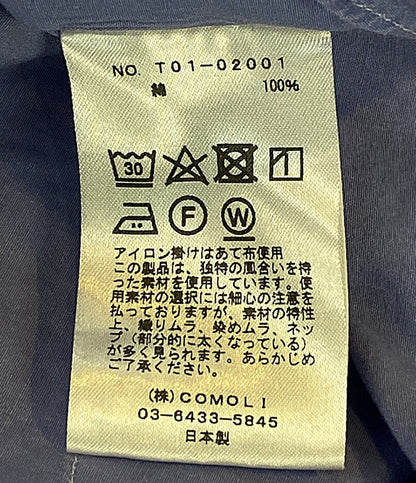 NO. T01-02001
綿 100%
30
F W
アイロン掛けはあて布使用
この製品は、独特の風合いを持
った素材を使用しています。使
用素材の選択には細心の注意を
払っておりますが、素材の特性
上、織りムラ、染めムラ、ネッ
プ(部分的に太くなっている)
が多く見られます。あらかじめ
ご了承ください。
(株)COMOLI
03-6433-5845
日本製